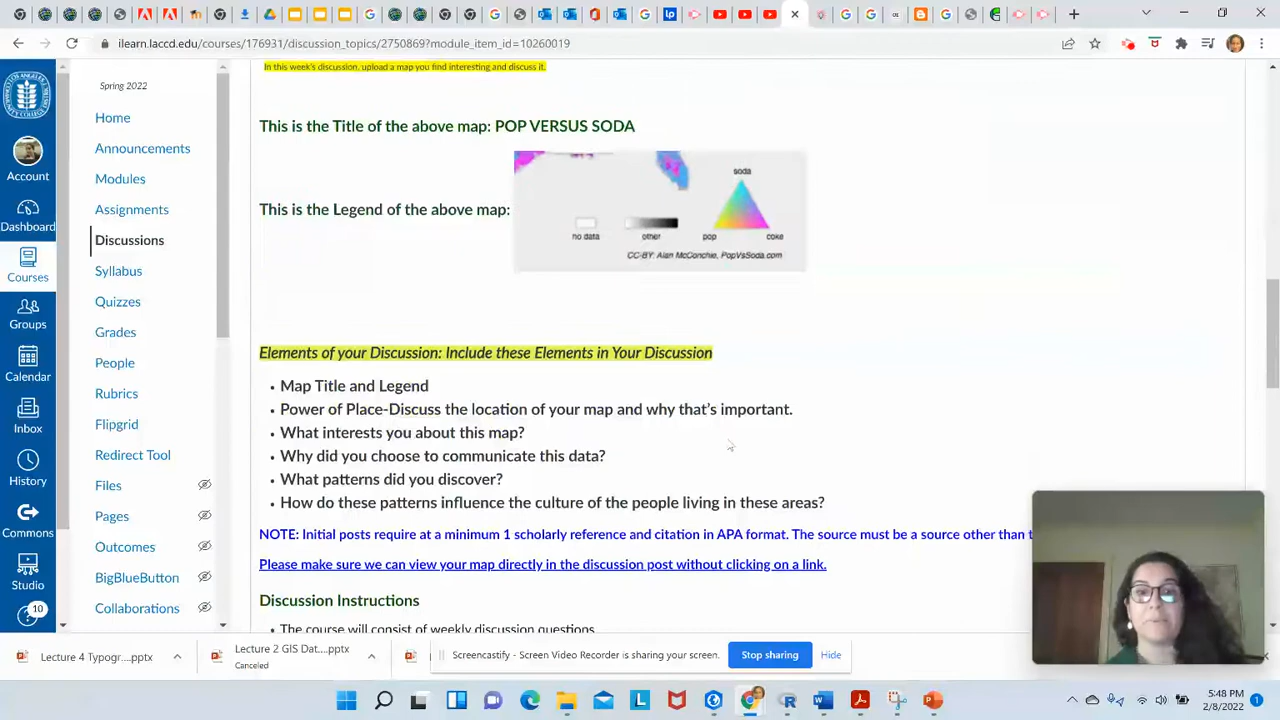 ilearn.laccd.edu/courses/176931/discussion_topics/2750869?module_item_id=10260019
Account
Dashboard
Courses
Groups
Calendar
Inbox
History
Commons
Studio
10
Spring 2022
Home
Announcements
Modules
Assignments
Discussions
Syllabus
Quizzes
Grades
People
Rubrics
Flipgrid
Redirect Tool
Files
Pages
Outcomes
BigBlueButton
Collaborations
In this week's discussion, upload a map you find interesting and discuss it.
This is the Title of the above map: POP VERSUS SODA
This is the Legend of the above map:
soda
no data other pop coke
CC-BY: Alan McConchie, PopVsSoda.com
Elements of your Discussion: Include these Elements in Your Discussion
Map Title and Legend
Power of Place-Discuss the location of your map and why that's important.
What interests you about this map?
Why did you choose to communicate this data?
What patterns did you discover?
How do these patterns influence the culture of the people living in these areas?
NOTE: Initial posts require at a minimum 1 scholarly reference and citation in APA format. The source must be a source other than
Please make sure we can view your map directly in the discussion post without clicking on a link.
Discussion Instructions
The course will consist of weekly discussion questions.
Lecture 4 Typogr....pptx
Lecture 2 GIS Dat....pptx
Canceled
Screencastify - Screen Video Recorder is sharing your screen.
Stop sharing
Hide
5:48 PM
2/8/2022